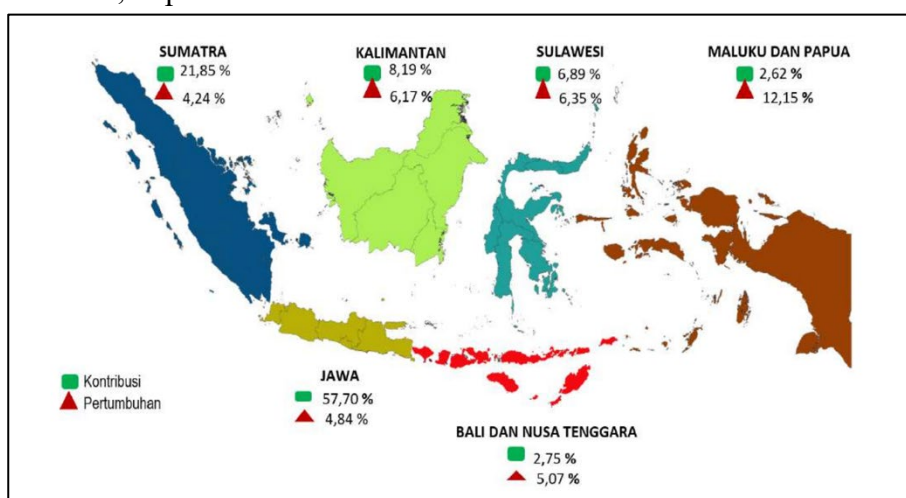 SUMATRA
21,85 %
4,24 %
KALIMANTAN
8,19 %
6,17 %
SULAWESI
6,89 %
6,35 %
MALUKU DAN PAPUA
2,62 %
12,15 %
Kontribusi
Pertumbuhan
JAWA
57,70 %
4,84 %
BALI DAN NUSA TENGGARA
2,75 %
5,07 %